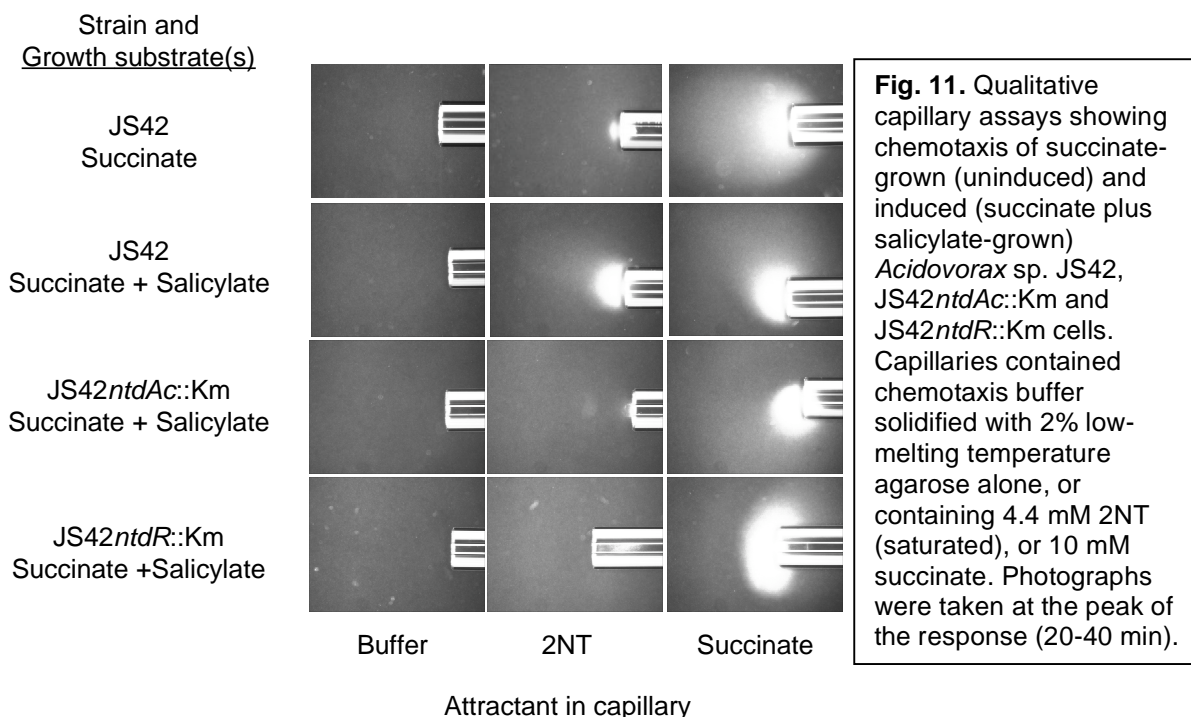 Strain and
Growth substrate(s)
JS42
Succinate
JS42
Succinate + Salicylate
JS42ntdAc::Km
Succinate + Salicylate
JS42ntdR::Km
Succinate +Salicylate
Buffer
2NT
Succinate
Attractant in capillary
Fig. 11. Qualitative
capillary assays showing
chemotaxis of succinate-
grown (uninduced) and
induced (succinate plus
salicylate-grown)
Acidovorax sp. JS42,
JS42ntdAc::Km and
JS42ntdR::Km cells.
Capillaries contained
chemotaxis buffer
solidified with 2% low-
melting temperature
agarose alone, or
containing 4.4 mM 2NT
(saturated), or 10 mM
succinate. Photographs
were taken at the peak of
the response (20-40 min).